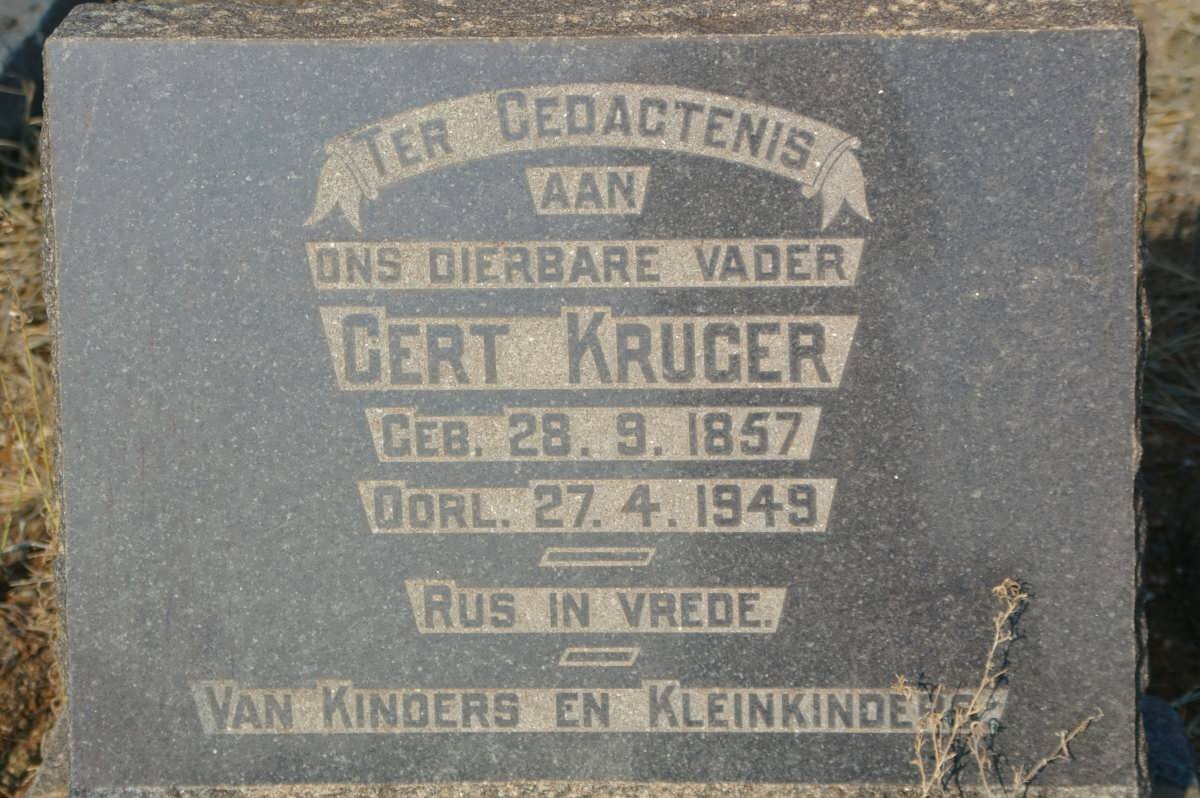 TER GEDACTENIS
AAN
ONS DIERBARE VADER
GERT KRUGER
GEB. 28. 9. 1857
OORL. 27. 4. 1949
RUS IN VREDE.
VAN KINDERS EN KLEINKINDERS